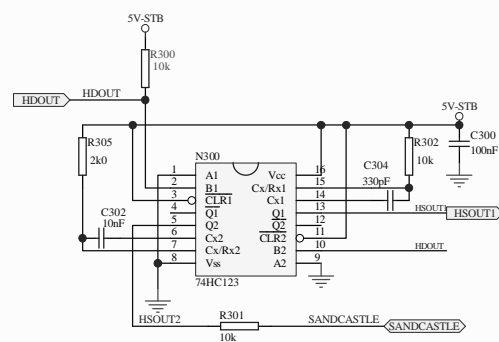 5V-STB
R300
10k
HDOUT
HDOUT
5V-STB
R305
2k0
N300
R302
10k
C304
330pF
C300
100nF
1 A1 Vcc 16
2 B1 Cx/Rx1 15
3 CLR1 Cx1 14
4 Q1 Q1 13
5 Q2 Q2 12
6 Cx2 CLR2 11
7 Cx/Rx2 B2 10
8 Vss A2 9
C302
10nF
HSOUT1
HSOUT1
HDOUT
74HC123
HSOUT2
R301
10k
SANDCASTLE
SANDCASTLE